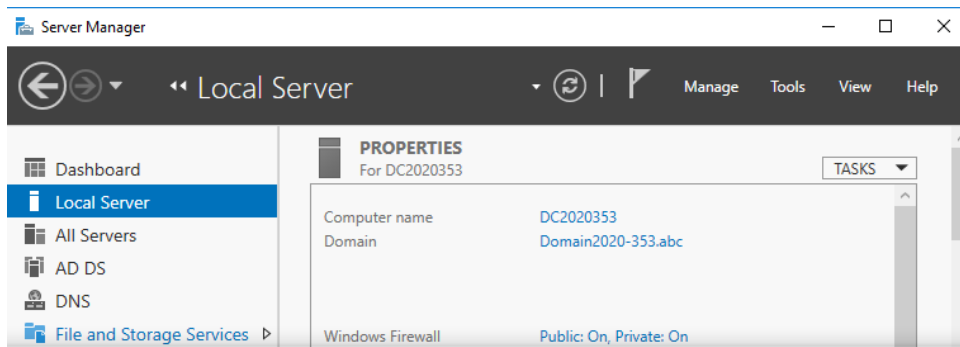 Server Manager
Local Server
Manage Tools View Help
Dashboard
Local Server
All Servers
AD DS
DNS
File and Storage Services
PROPERTIES
For DC2020353
TASKS
Computer name DC2020353
Domain Domain2020-353.abc
Windows Firewall Public: On, Private: On